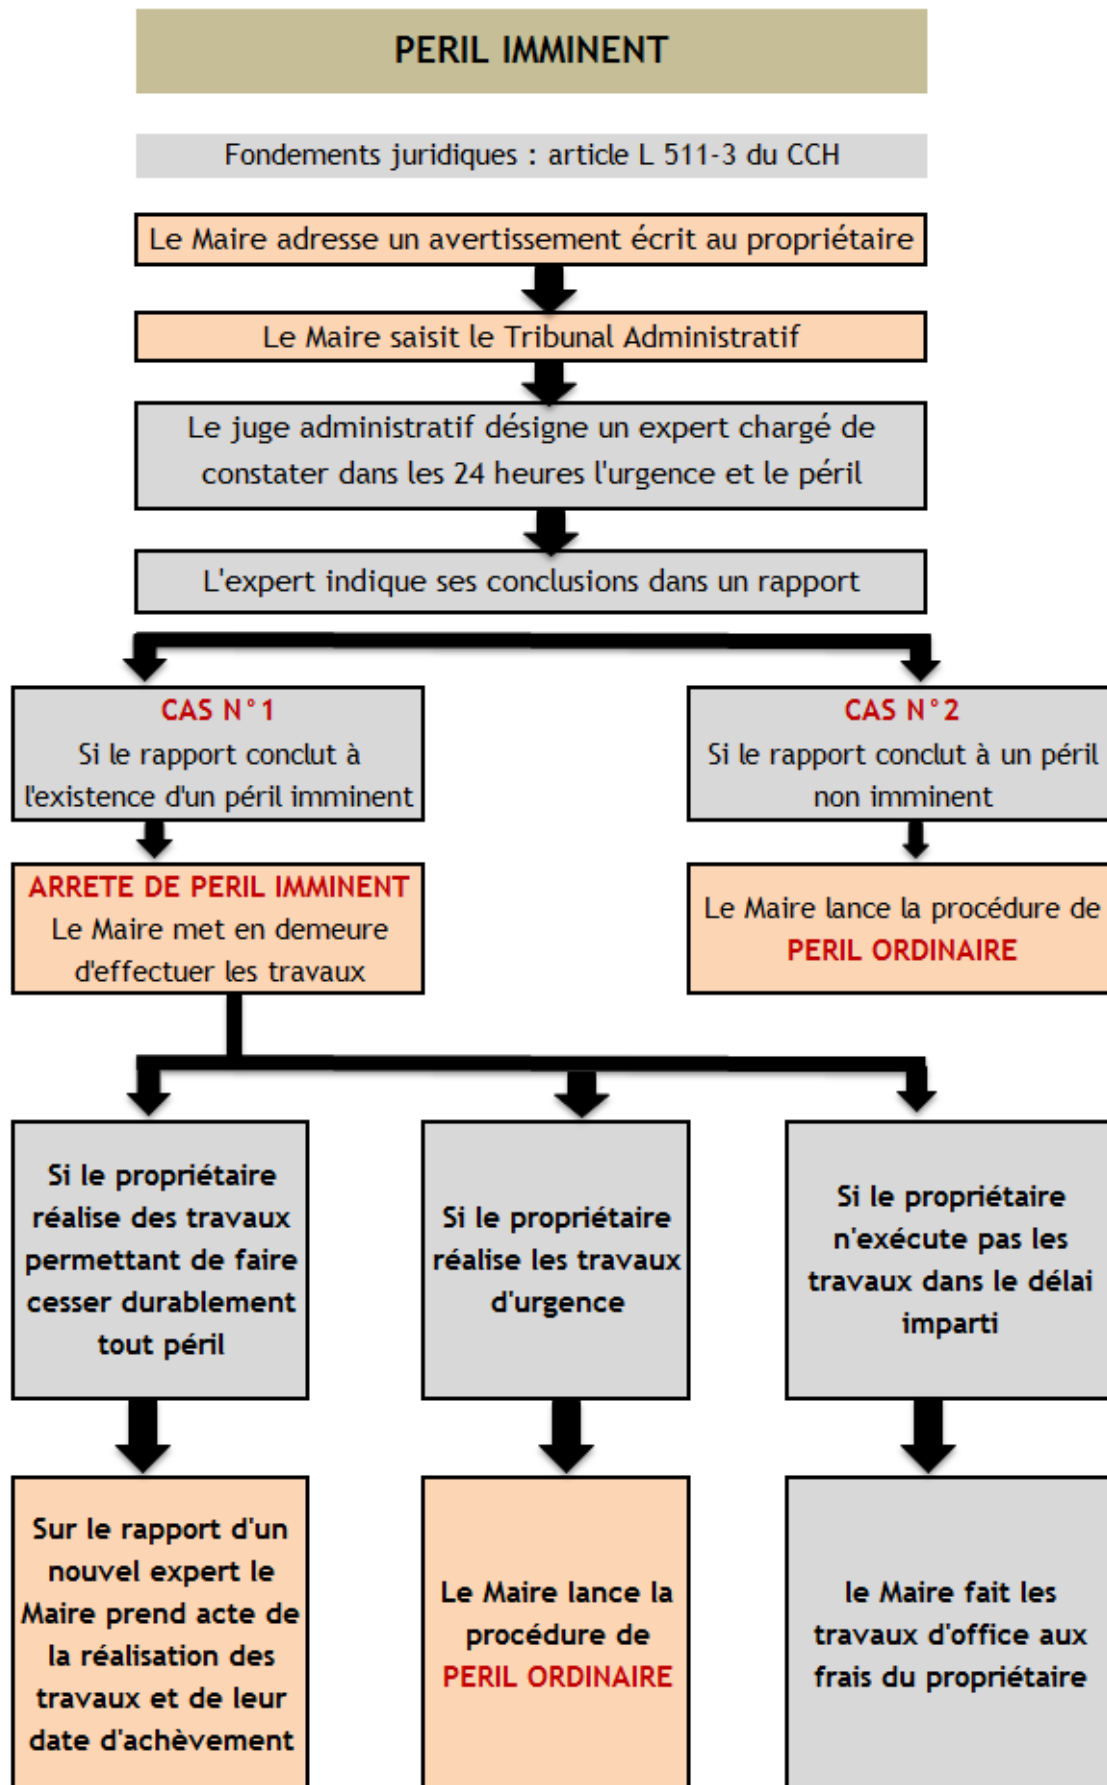 PERIL IMMINENT
Fondements juridiques : article L 511-3 du CCH
Le Maire adresse un avertissement écrit au propriétaire
Le Maire saisit le Tribunal Administratif
Le juge administratif désigne un expert chargé de
constater dans les 24 heures l'urgence et le péril
L'expert indique ses conclusions dans un rapport
CAS N°1
Si le rapport conclut à
l'existence d'un péril imminent
CAS N°2
Si le rapport conclut à un péril
non imminent
ARRETE DE PERIL IMMINENT
Le Maire met en demeure
d'effectuer les travaux
Le Maire lance la procédure de
PERIL ORDINAIRE
Si le propriétaire
réalise des travaux
permettant de faire
cesser durablement
tout péril
Si le propriétaire
réalise les travaux
d'urgence
Si le propriétaire
n'exécute pas les
travaux dans le délai
imparti
Sur le rapport d'un
nouvel expert le
Maire prend acte de
la réalisation des
travaux et de leur
date d'achèvement
Le Maire lance la
procédure de
PERIL ORDINAIRE
le Maire fait les
travaux d'office aux
frais du propriétaire